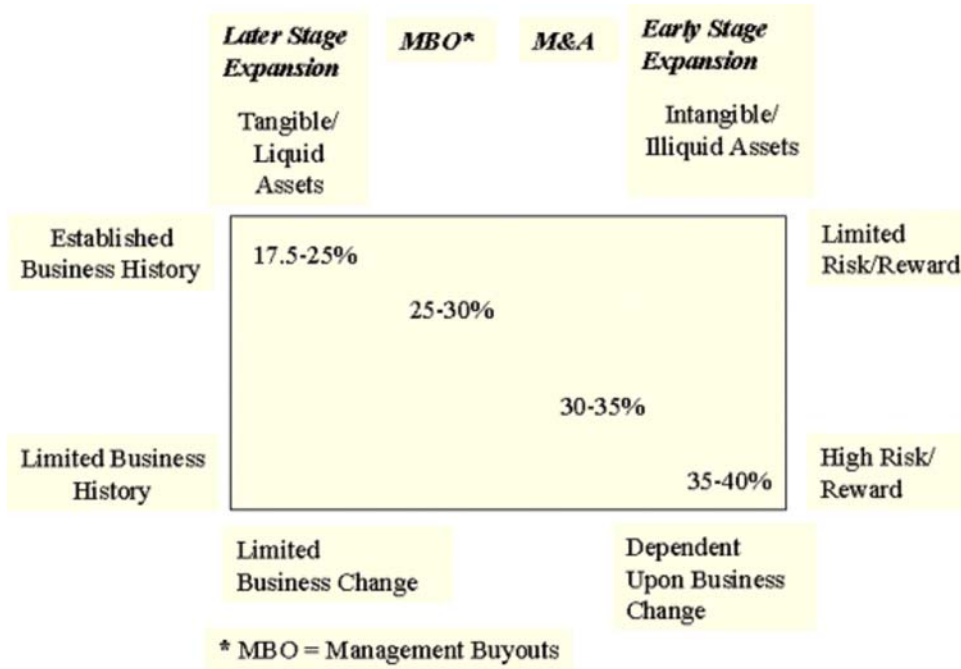 Later Stage
Expansion
MBO*
M&A
Early Stage
Expansion
Tangible/
Liquid
Assets
Intangible/
Illiquid Assets
Established
Business History
17.5-25%
Limited
Risk/Reward
25-30%
30-35%
Limited Business
History
35-40%
High Risk/
Reward
Limited
Business Change
Dependent
Upon Business
Change
* MBO = Management Buyouts